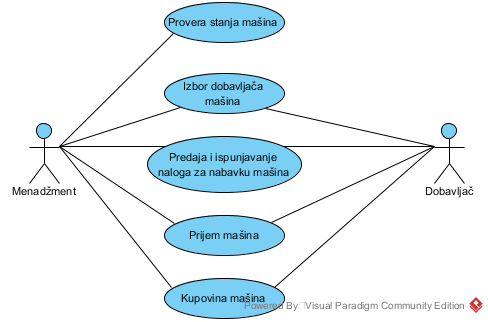 Provera stanja mašina
Izbor dobavljača
mašina
Predaja i ispunjavanje
naloga za nabavku mašina
Menadžment
Dobavljač
Prijem mašina
Kupovina mašina
Powered By Visual Paradigm Community Edition